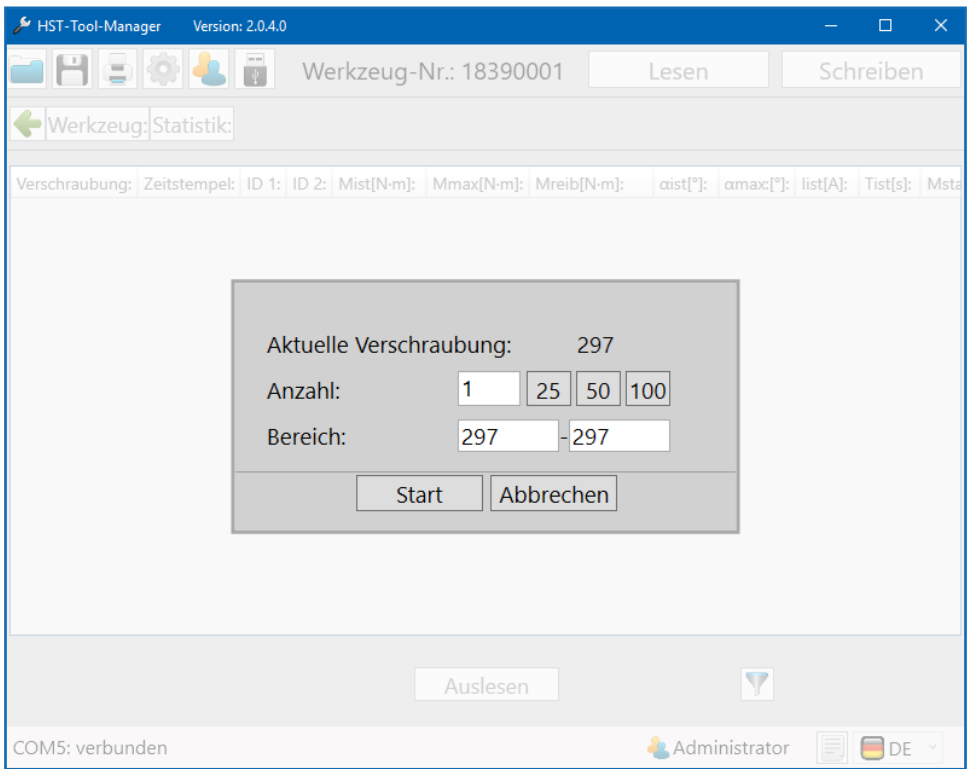 HST-Tool-Manager Version: 2.0.4.0
Werkzeug-Nr.: 18390001 Lesen Schreiben
Werkzeug: Statistik:
Verschraubung: Zeitstempel: ID 1: ID 2: Mist[N·m]: Mmax[N·m]: Mreib[N·m]: αist[°]: αmax:[°]: Iist[A]: Tist[s]: Msta
Aktuelle Verschraubung: 297
Anzahl: 1 25 50 100
Bereich: 297 - 297
Start Abbrechen
Auslesen
COM5: verbunden Administrator DE